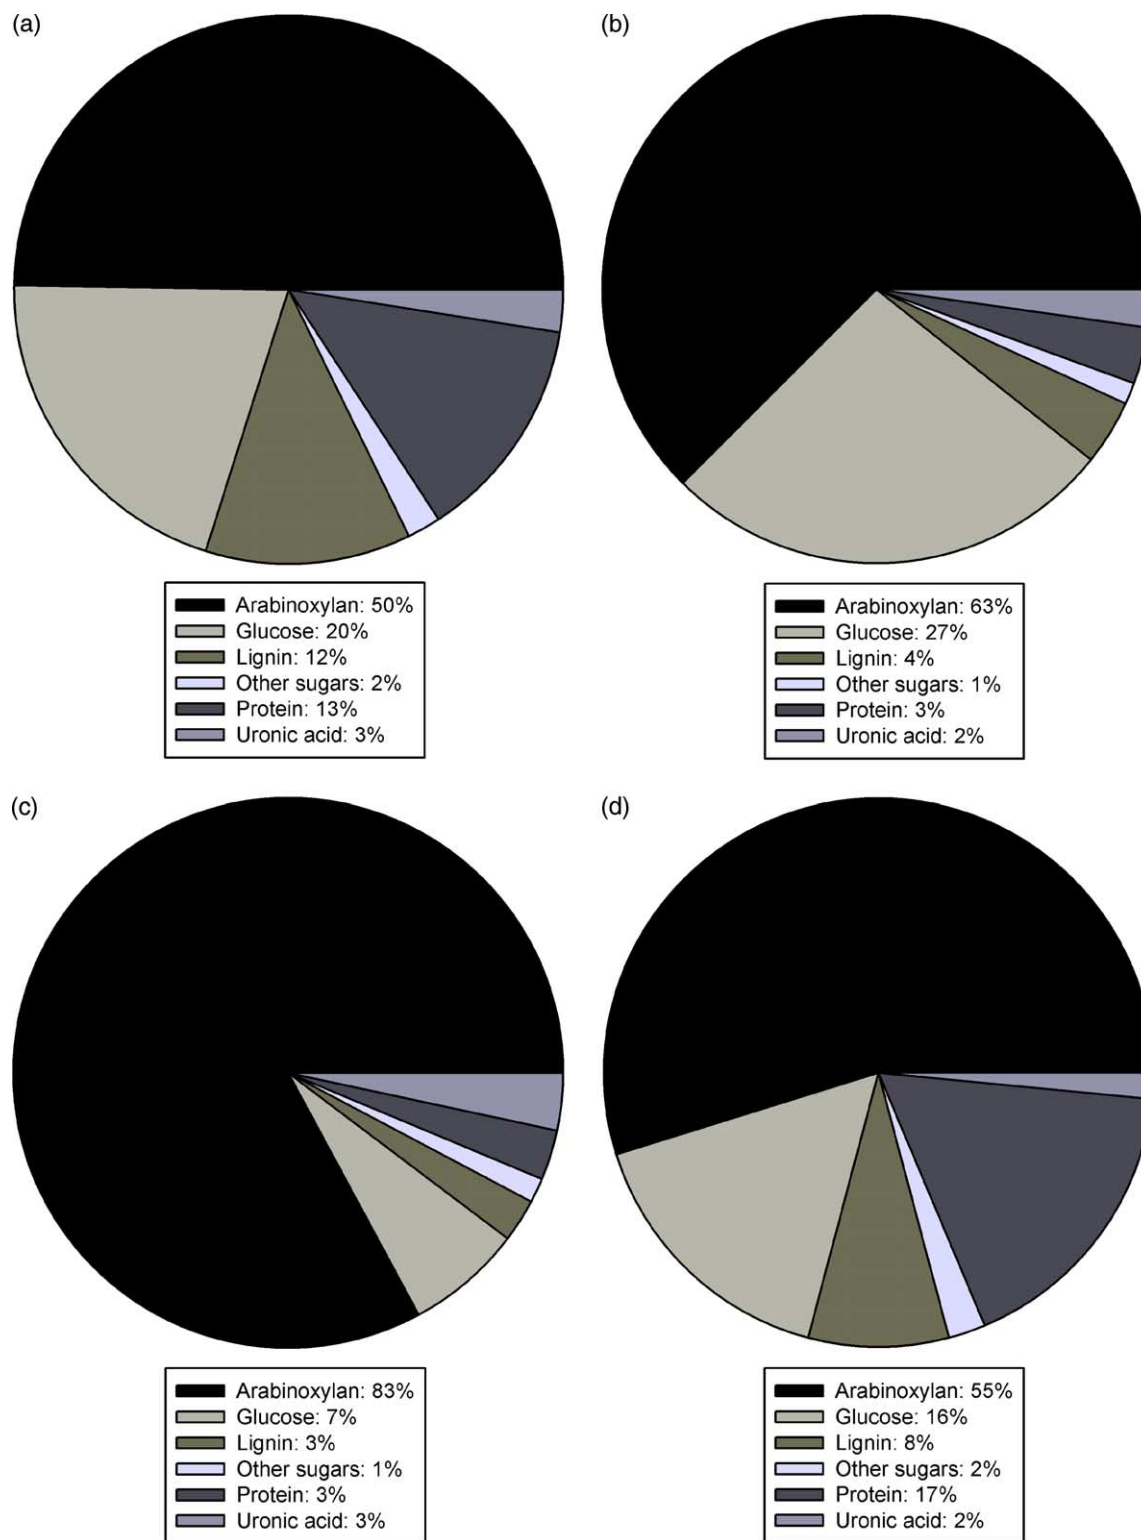 (a)
Arabinoxylan: 50%
Glucose: 20%
Lignin: 12%
Other sugars: 2%
Protein: 13%
Uronic acid: 3%
(b)
Arabinoxylan: 63%
Glucose: 27%
Lignin: 4%
Other sugars: 1%
Protein: 3%
Uronic acid: 2%
(c)
Arabinoxylan: 83%
Glucose: 7%
Lignin: 3%
Other sugars: 1%
Protein: 3%
Uronic acid: 3%
(d)
Arabinoxylan: 55%
Glucose: 16%
Lignin: 8%
Other sugars: 2%
Protein: 17%
Uronic acid: 2%